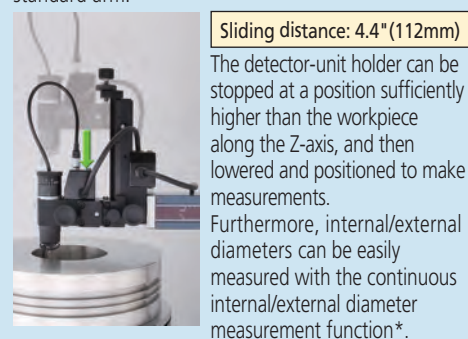 Sliding distance: 4.4"(112mm)
The detector-unit holder can be
stopped at a position sufficiently
higher than the workpiece
along the Z-axis, and then
lowered and positioned to make
measurements.
Furthermore, internal/external
diameters can be easily
measured with the continuous
internal/external diameter
measurement function*.